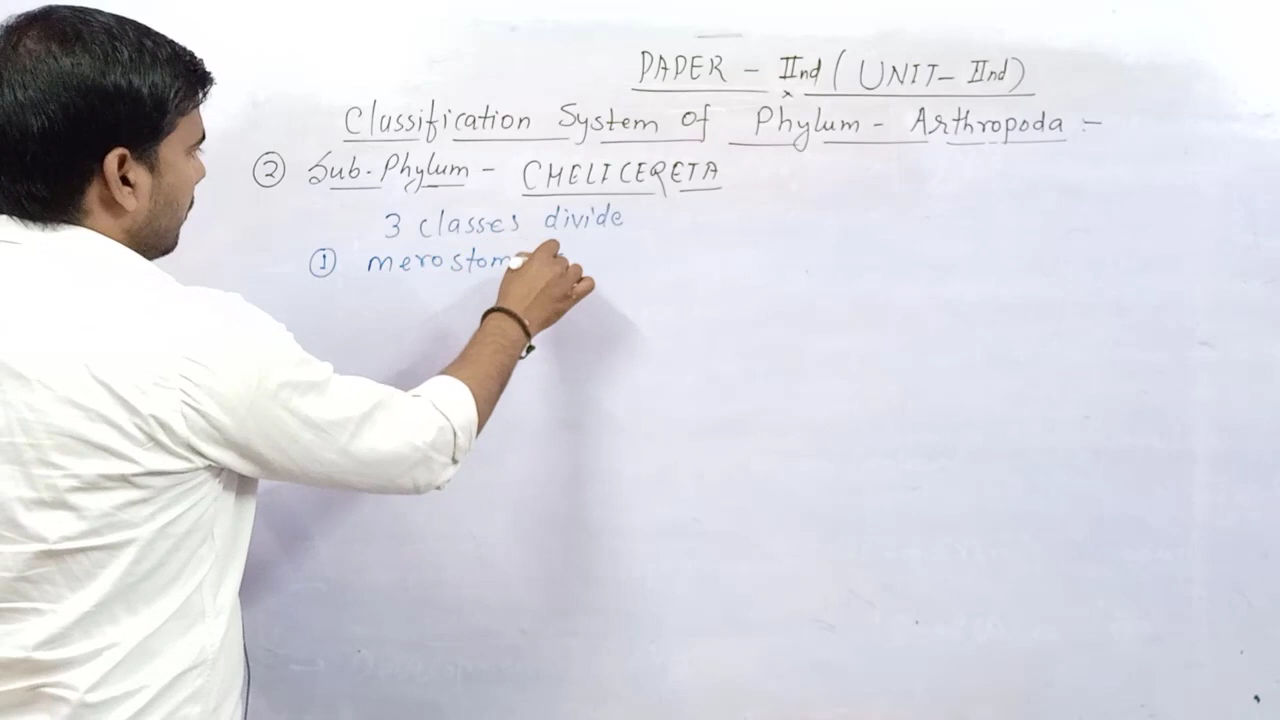 PAPER - IInd (UNIT- IInd)
Classification System of Phylum - Arthropoda :-
② Sub-Phylum - CHELICERETA
3 classes divide
① merostom